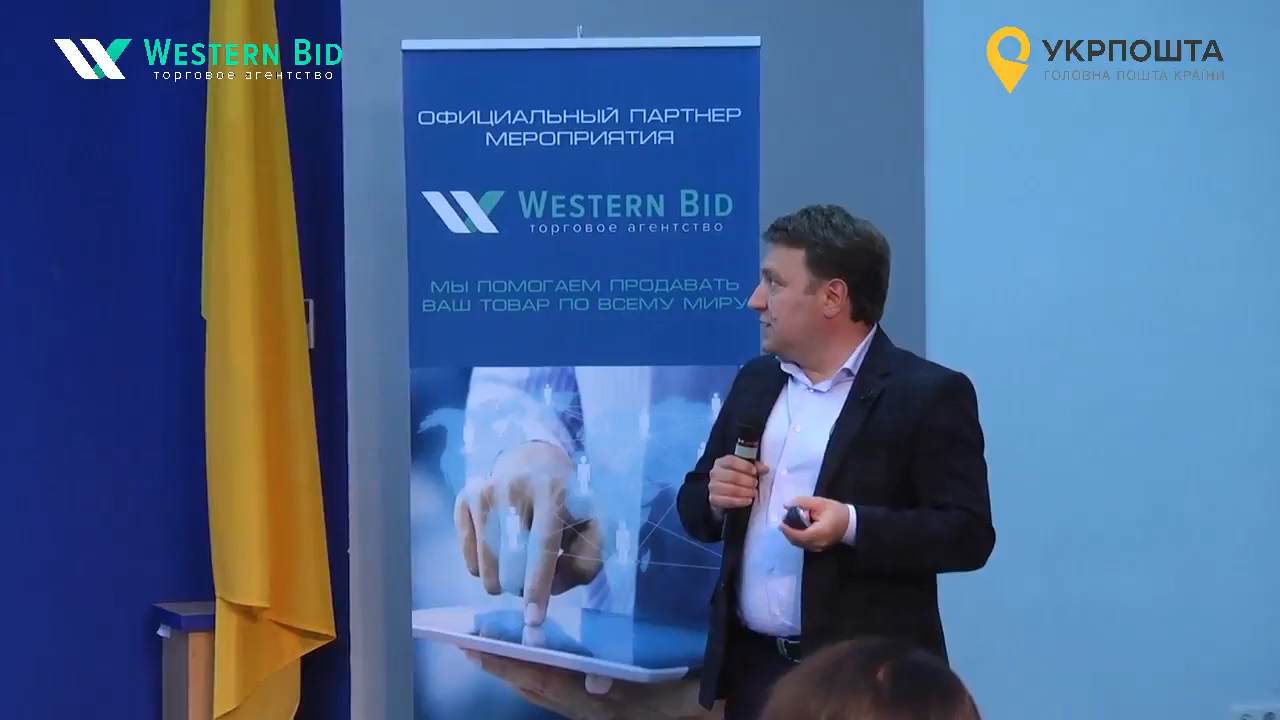 WESTERN BID
торговое агентство
УКРПОШТА
ГОЛОВНА ПОШТА КРАЇНИ
ОФИЦИАЛЬНЫЙ ПАРТНЕР
МЕРОПРИЯТИЯ
WESTERN BID
торговое агентство
МЫ ПОМОГАЕМ ПРОДАВАТЬ
ВАШ ТОВАР ПО ВСЕМУ МИРУ